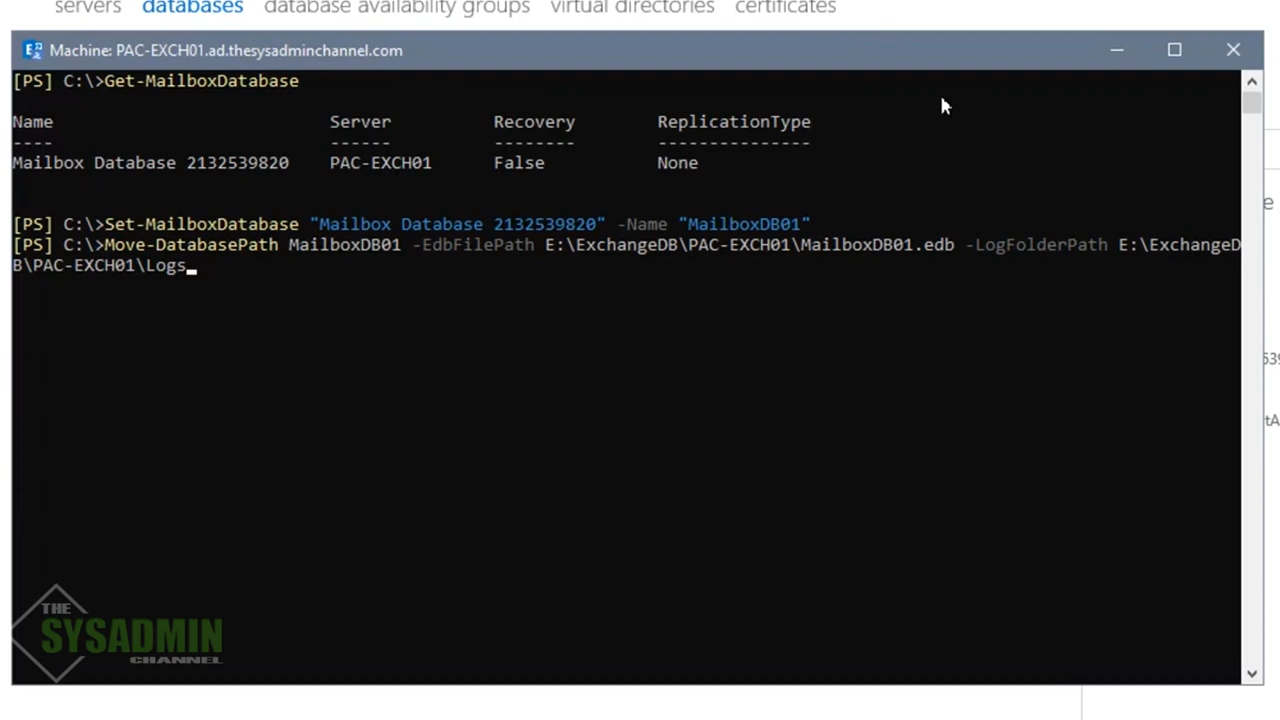 servers databases database availability groups virtual directories certificates
Machine: PAC-EXCH01.ad.thesysadminchannel.com
[PS] C:\>Get-MailboxDatabase
Name Server Recovery ReplicationType
---- ------ -------- ---------------
Mailbox Database 2132539820 PAC-EXCH01 False None
[PS] C:\>Set-MailboxDatabase "Mailbox Database 2132539820" -Name "MailboxDB01"
[PS] C:\>Move-DatabasePath MailboxDB01 -EdbFilePath E:\ExchangeDB\PAC-EXCH01\MailboxDB01.edb -LogFolderPath E:\ExchangeD
B\PAC-EXCH01\Logs
THE
SYSADMIN
CHANNEL